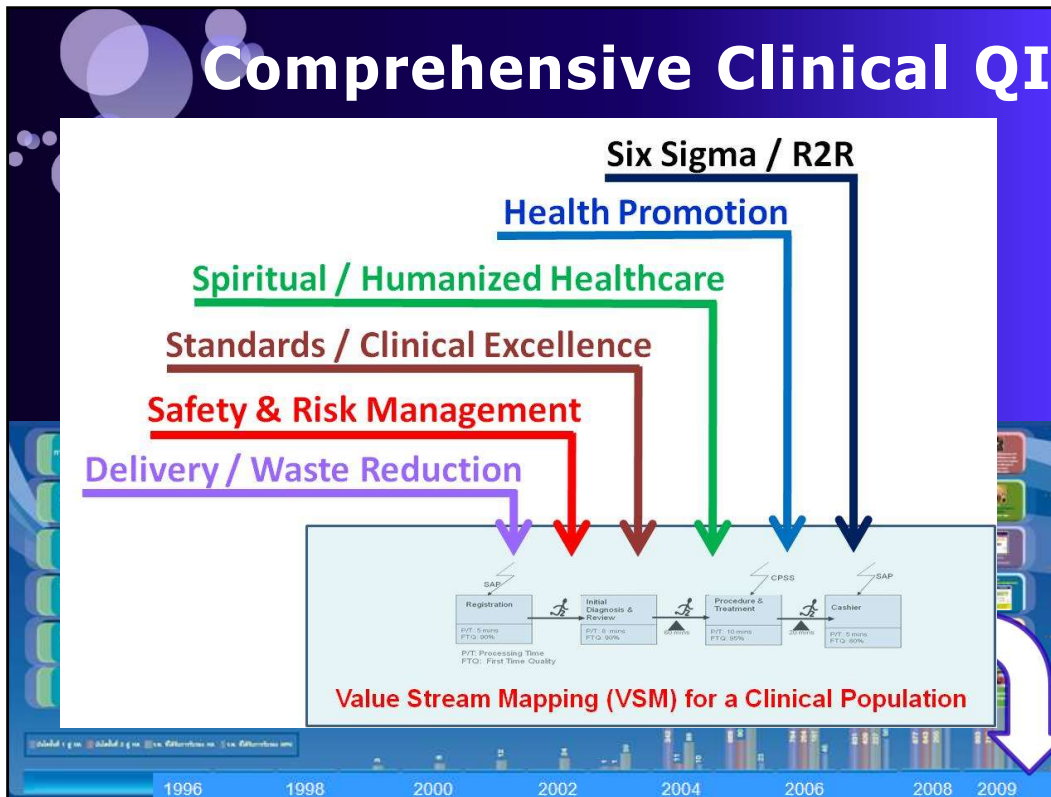 Comprehensive Clinical QI
Six Sigma / R2R
Health Promotion
Spiritual / Humanized Healthcare
Standards / Clinical Excellence
Safety & Risk Management
Delivery / Waste Reduction
SAP
CPSS
SAP
Registration
P/T: 5 mins
FTQ: 90%
Initial
Diagnosis &
Review
P/T: 8 mins
FTQ: 90%
60 mins
Procedure &
Treatment
P/T: 10 mins
FTQ: 85%
20 mins
Cashier
P/T: 5 mins
FTQ: 80%
P/T: Processing Time
FTQ: First Time Quality
Value Stream Mapping (VSM) for a Clinical Population
1996
1998
2000
2002
2004
2006
2008
2009